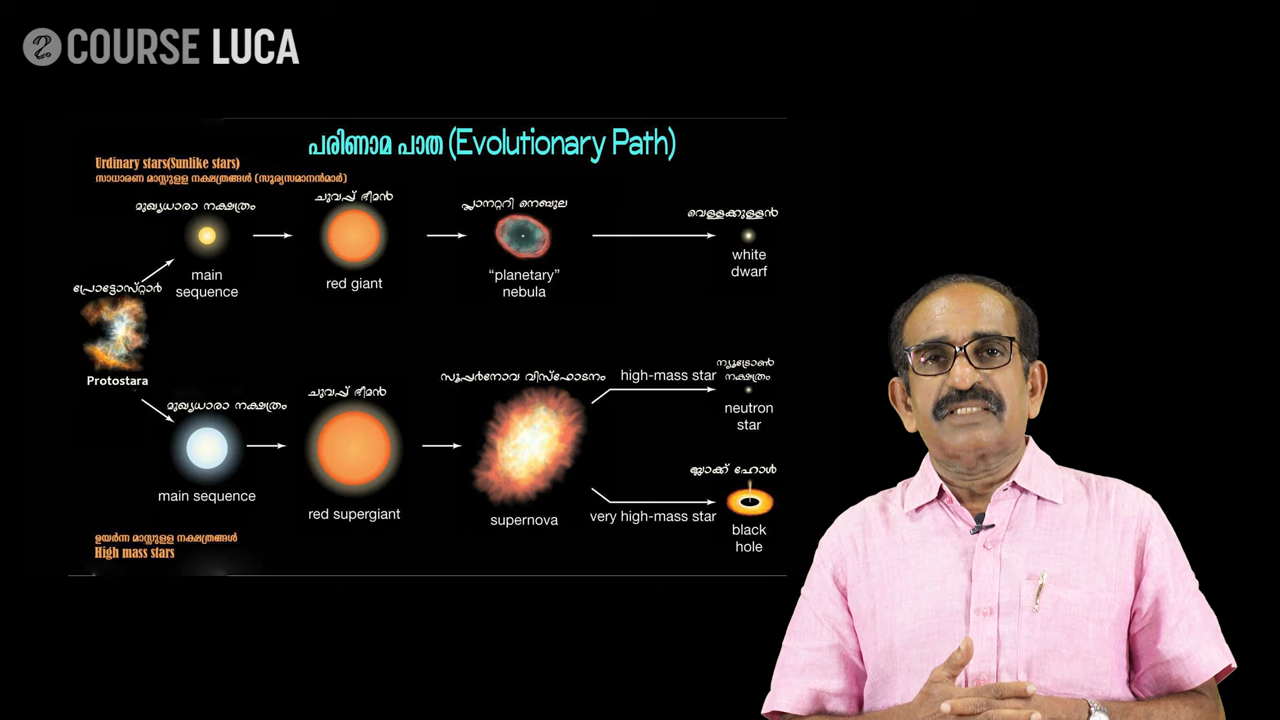 COURSE LUCA
പരിണാമ പാത (Evolutionary Path)
Urdinary stars(Sunlike stars)
സാധാരണ മാസ്സുളള നക്ഷത്രങ്ങൾ (സൂര്യസമാനൻമാർ)
മുഖ്യധാരാ നക്ഷത്രം
main
sequence
ചുവപ്പ് ഭീമൻ
red giant
പ്ലാനറ്ററി നെബുല
"planetary"
nebula
വെള്ളക്കുള്ളൻ
white
dwarf
പ്രോട്ടോസ്റ്റാർ
Protostara
മുഖ്യധാരാ നക്ഷത്രം
main sequence
ചുവപ്പ് ഭീമൻ
red supergiant
സൂപ്പർനോവ വിസ്ഫോടനം
supernova
high-mass star
ന്യൂട്രോൺ
നക്ഷത്രം
neutron
star
very high-mass star
ബ്ലാക്ക് ഹോൾ
black
hole
ഉയർന്ന മാസ്സുളള നക്ഷത്രങ്ങൾ
High mass stars